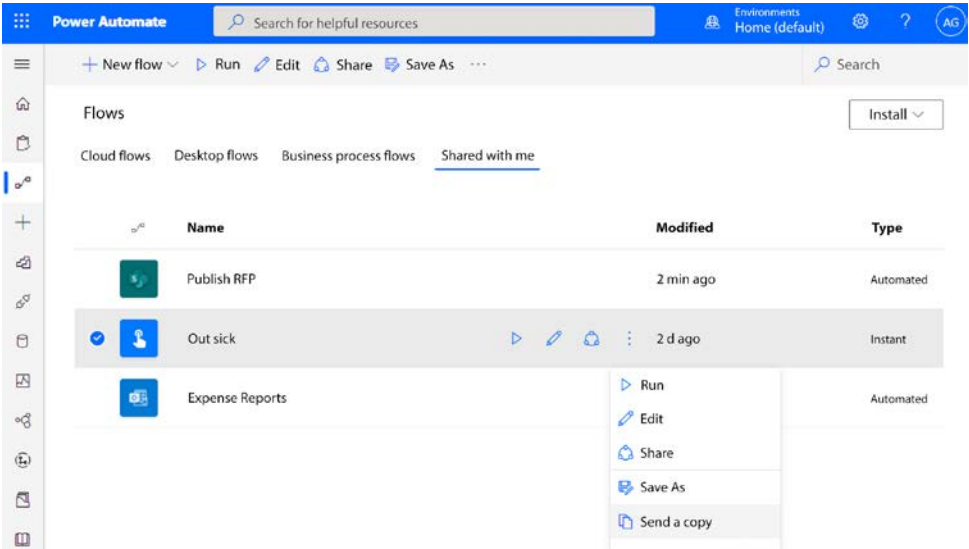 Power Automate
Search for helpful resources
Environments
Home (default)
?
AG
New flow
Run
Edit
Share
Save As
...
Search
Flows
Install
Cloud flows
Desktop flows
Business process flows
Shared with me
Name
Modified
Type
Publish RFP
2 min ago
Automated
Out sick
2 d ago
Instant
Expense Reports
Automated
Run
Edit
Share
Save As
Send a copy